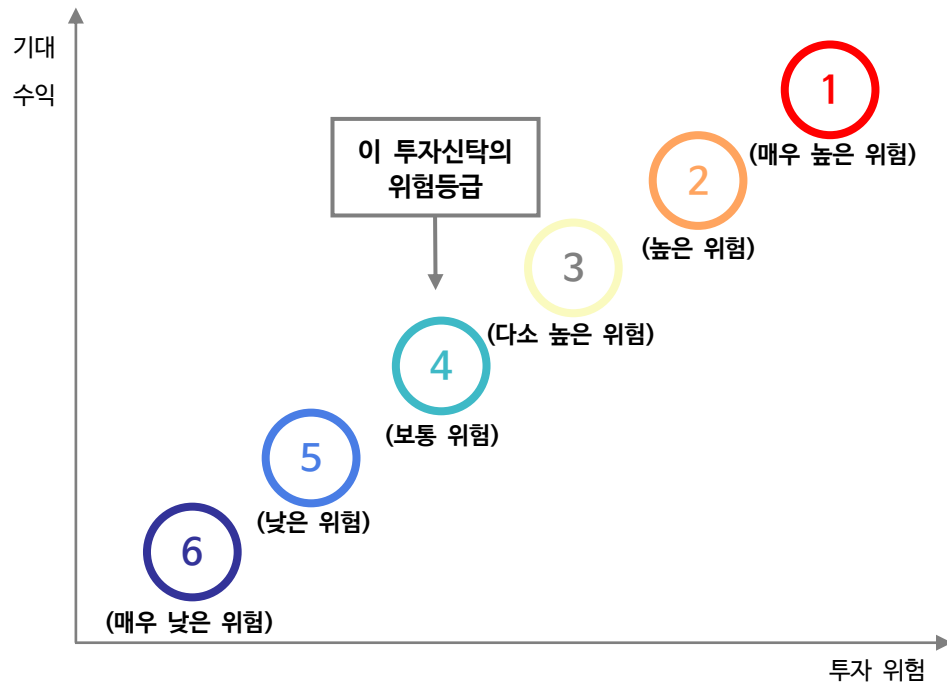 기대
수익
1
(매우 높은 위험)
이 투자신탁의
위험등급
2
(높은 위험)
3
(다소 높은 위험)
4
(보통 위험)
5
(낮은 위험)
6
(매우 낮은 위험)
투자 위험